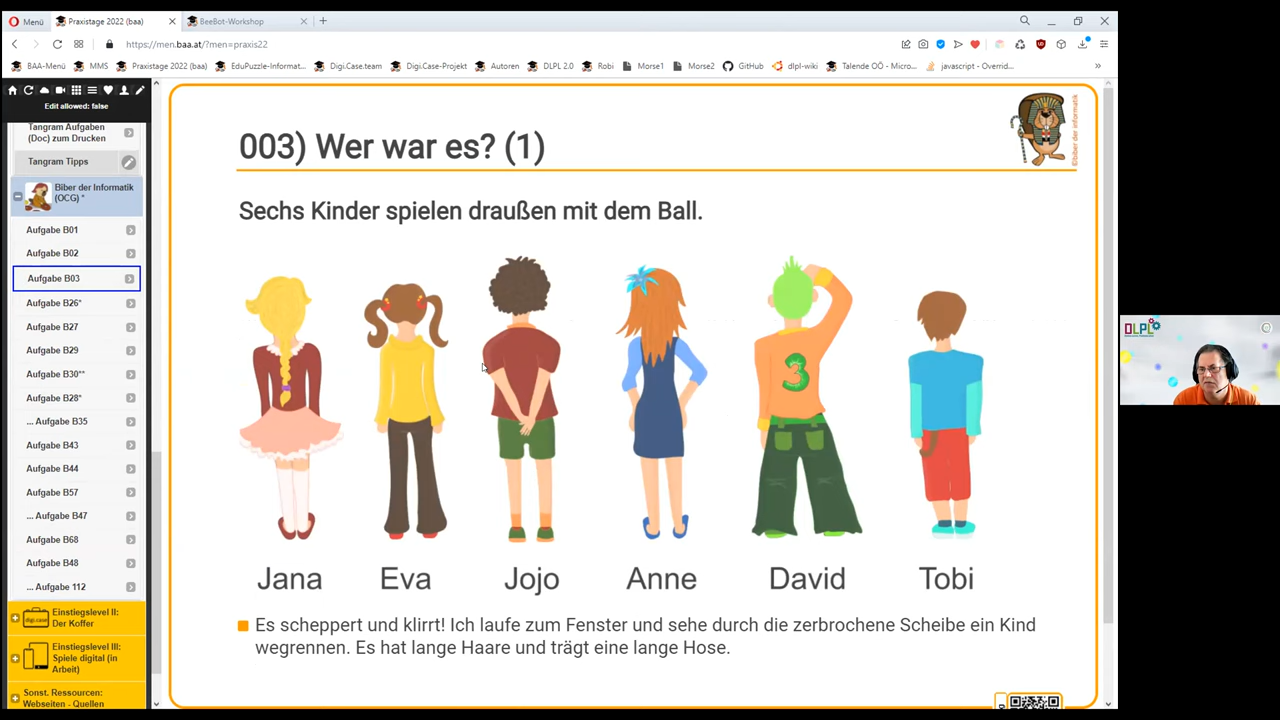 Menü
Praxistage 2022 (baa)
BeeBot-Workshop
https://men.baa.at/?men=praxis22
BAA-Menü
MMS
Praxistage 2022 (baa)
EduPuzzle-Informat...
Digi.Case.team
Digi.Case-Projekt
Autoren
DLPL 2.0
Robi
Morse1
Morse2
GitHub
dlpl-wiki
Talende OÖ - Micro...
javascript - Overrid...
Edit allowed: false
Tangram Aufgaben
(Doc) zum Drucken
Tangram Tipps
Biber der Informatik
(OCG) *
Aufgabe B01
Aufgabe B02
Aufgabe B03
Aufgabe B26*
Aufgabe B27
Aufgabe B29
Aufgabe B30**
Aufgabe B28*
... Aufgabe B35
Aufgabe B43
Aufgabe B44
Aufgabe B57
... Aufgabe B47
Aufgabe B68
Aufgabe B48
... Aufgabe 112
digi.case
Einstiegslevel II:
Der Koffer
Einstiegslevel III:
Spiele digital (in
Arbeit)
Sonst. Ressourcen:
Webseiten - Quellen
003) Wer war es? (1)
©biber der informatik
Sechs Kinder spielen draußen mit dem Ball.
3
Jana Eva Jojo Anne David Tobi
Es scheppert und klirrt! Ich laufe zum Fenster und sehe durch die zerbrochene Scheibe ein Kind
wegrennen. Es hat lange Haare und trägt eine lange Hose.
DLPL